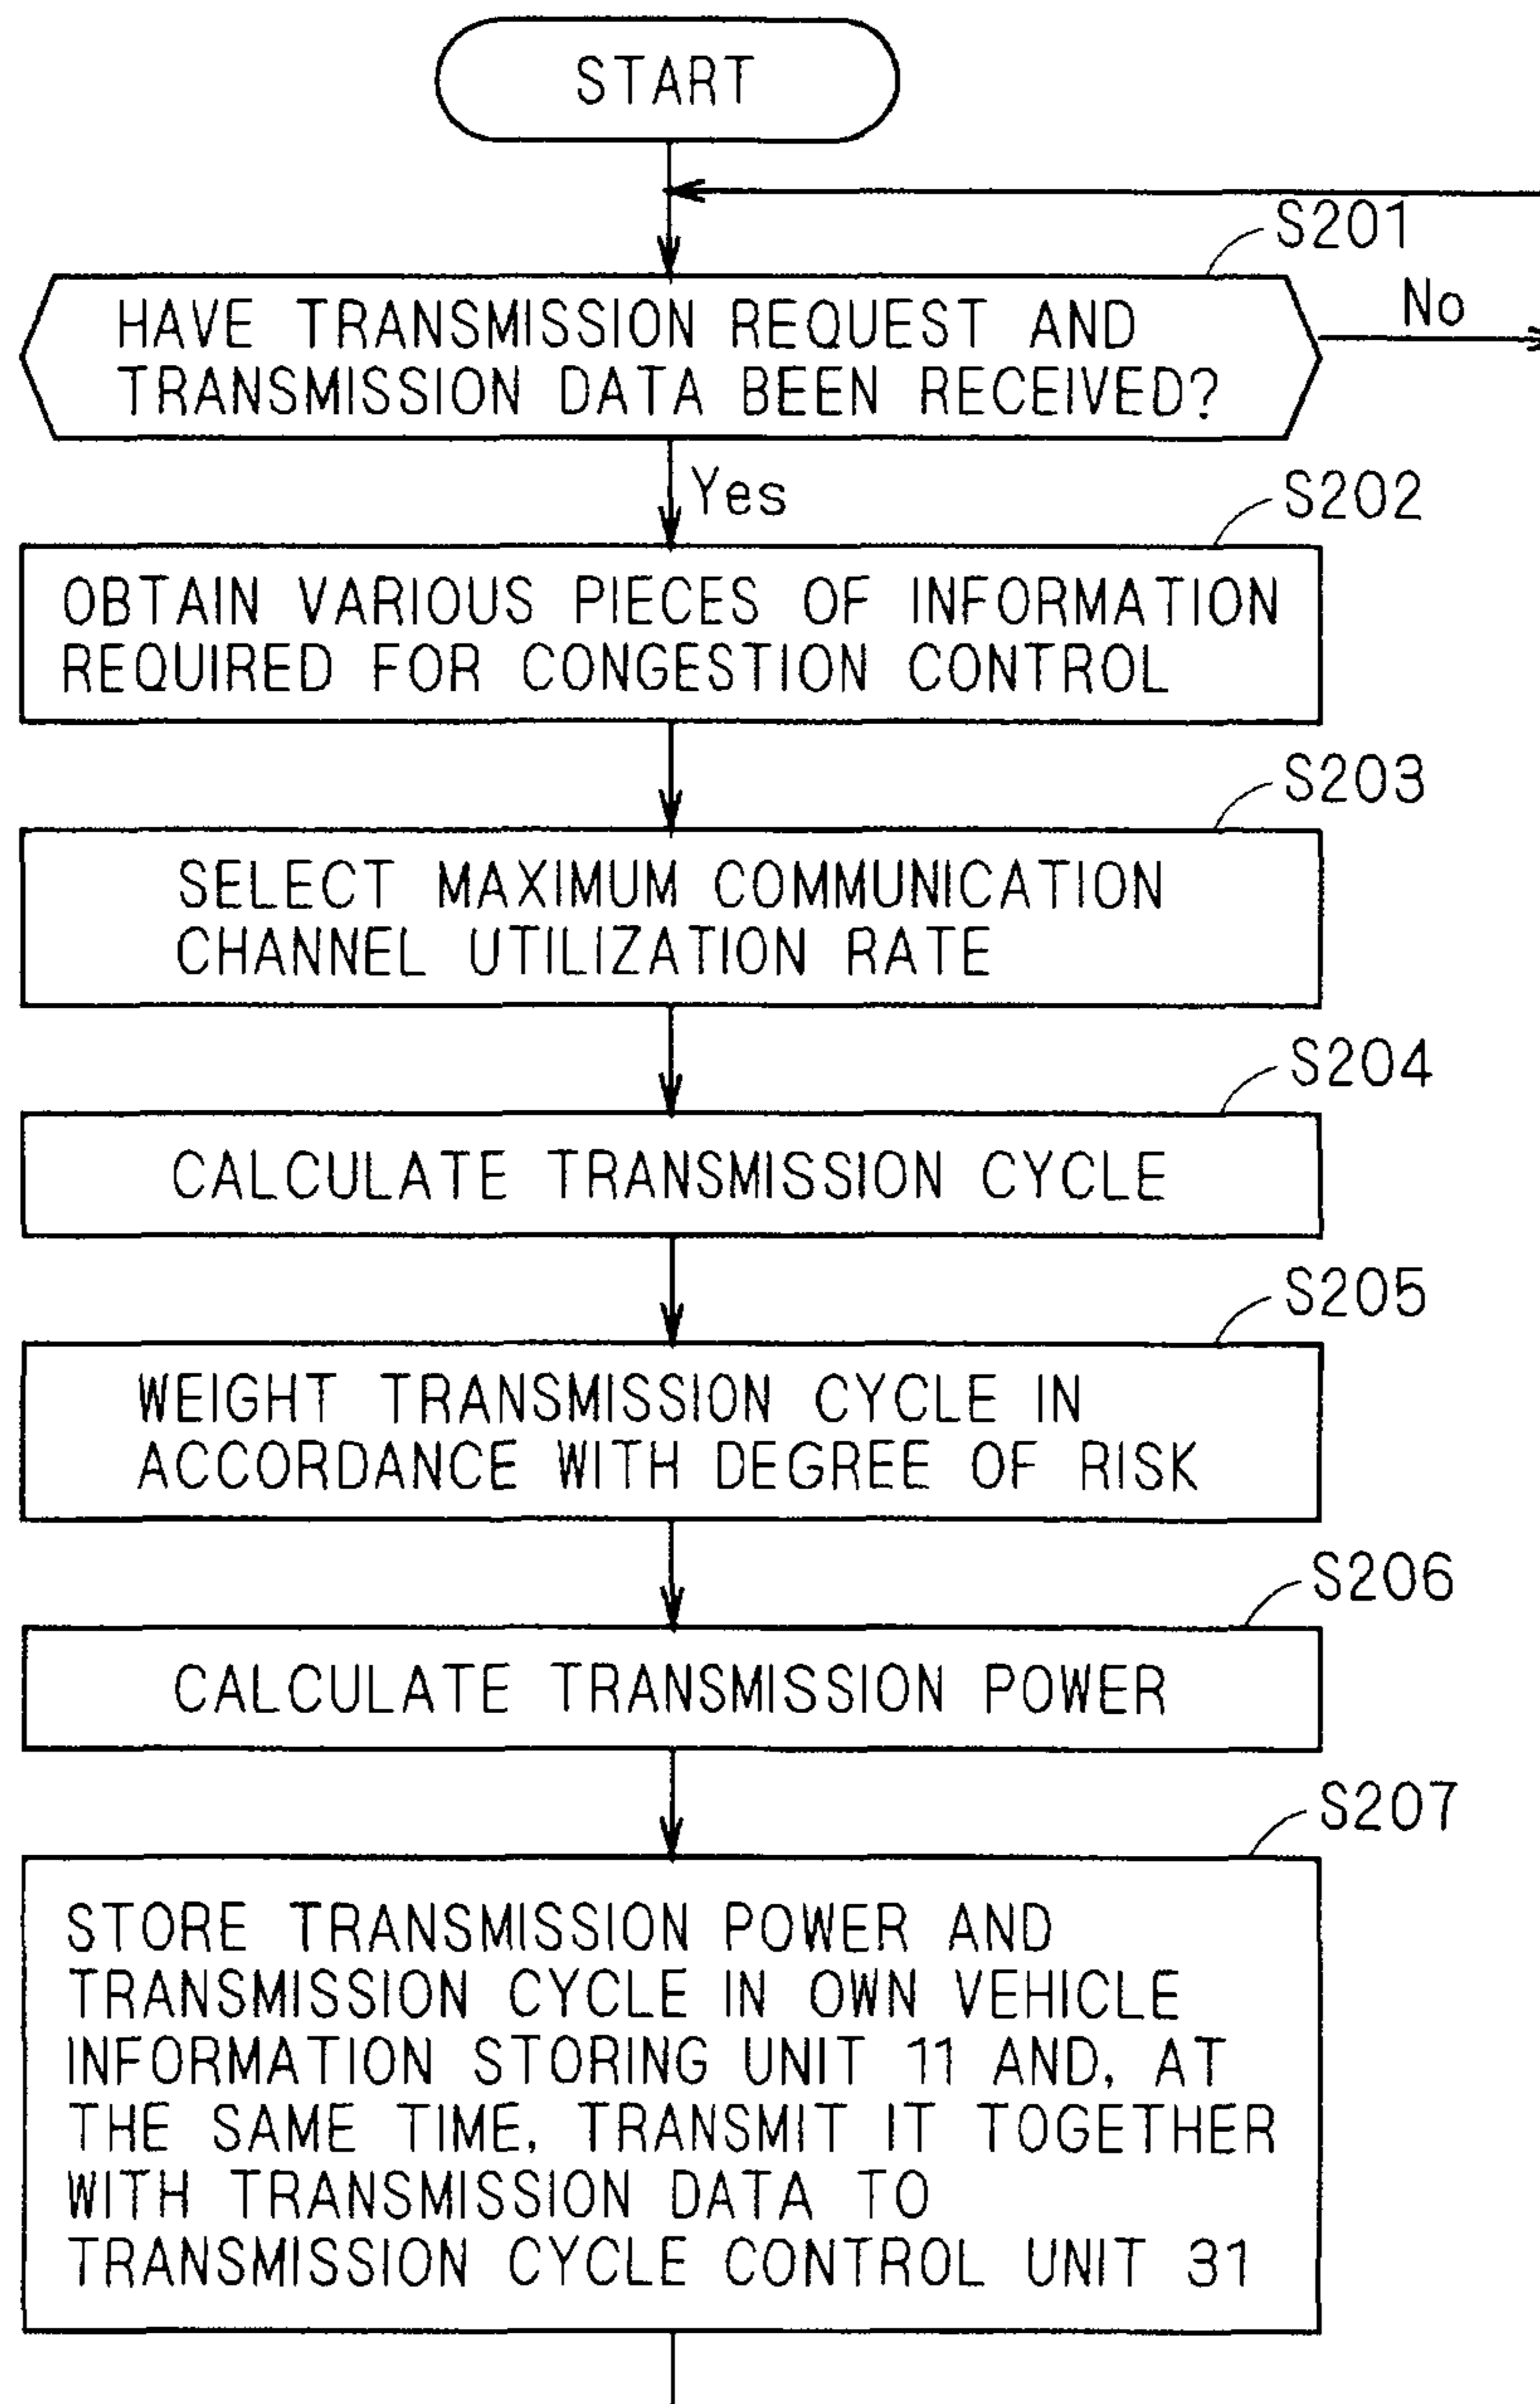 START
S201
HAVE TRANSMISSION REQUEST AND
TRANSMISSION DATA BEEN RECEIVED?
No
Yes
S202
OBTAIN VARIOUS PIECES OF INFORMATION
REQUIRED FOR CONGESTION CONTROL
S203
SELECT MAXIMUM COMMUNICATION
CHANNEL UTILIZATION RATE
S204
CALCULATE TRANSMISSION CYCLE
S205
WEIGHT TRANSMISSION CYCLE IN
ACCORDANCE WITH DEGREE OF RISK
S206
CALCULATE TRANSMISSION POWER
S207
STORE TRANSMISSION POWER AND
TRANSMISSION CYCLE IN OWN VEHICLE
INFORMATION STORING UNIT 11 AND, AT
THE SAME TIME, TRANSMIT IT TOGETHER
WITH TRANSMISSION DATA TO
TRANSMISSION CYCLE CONTROL UNIT 31